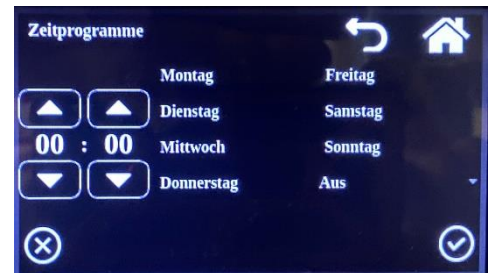 Zeitprogramme
Montag Freitag
Dienstag Samstag
00 : 00 Mittwoch Sonntag
Donnerstag Aus